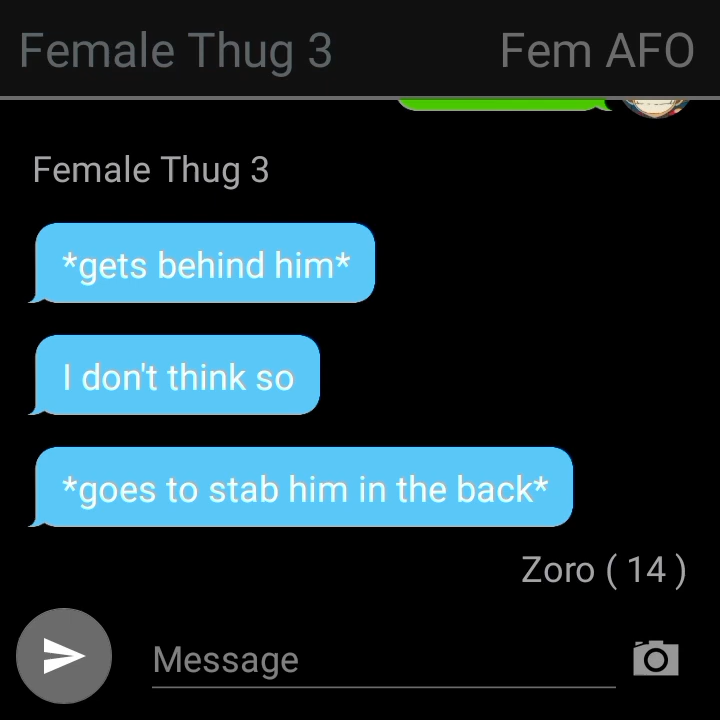 Female Thug 3 Fem AFO
Female Thug 3
*gets behind him*
I don't think so
*goes to stab him in the back*
Zoro ( 14 )
Message